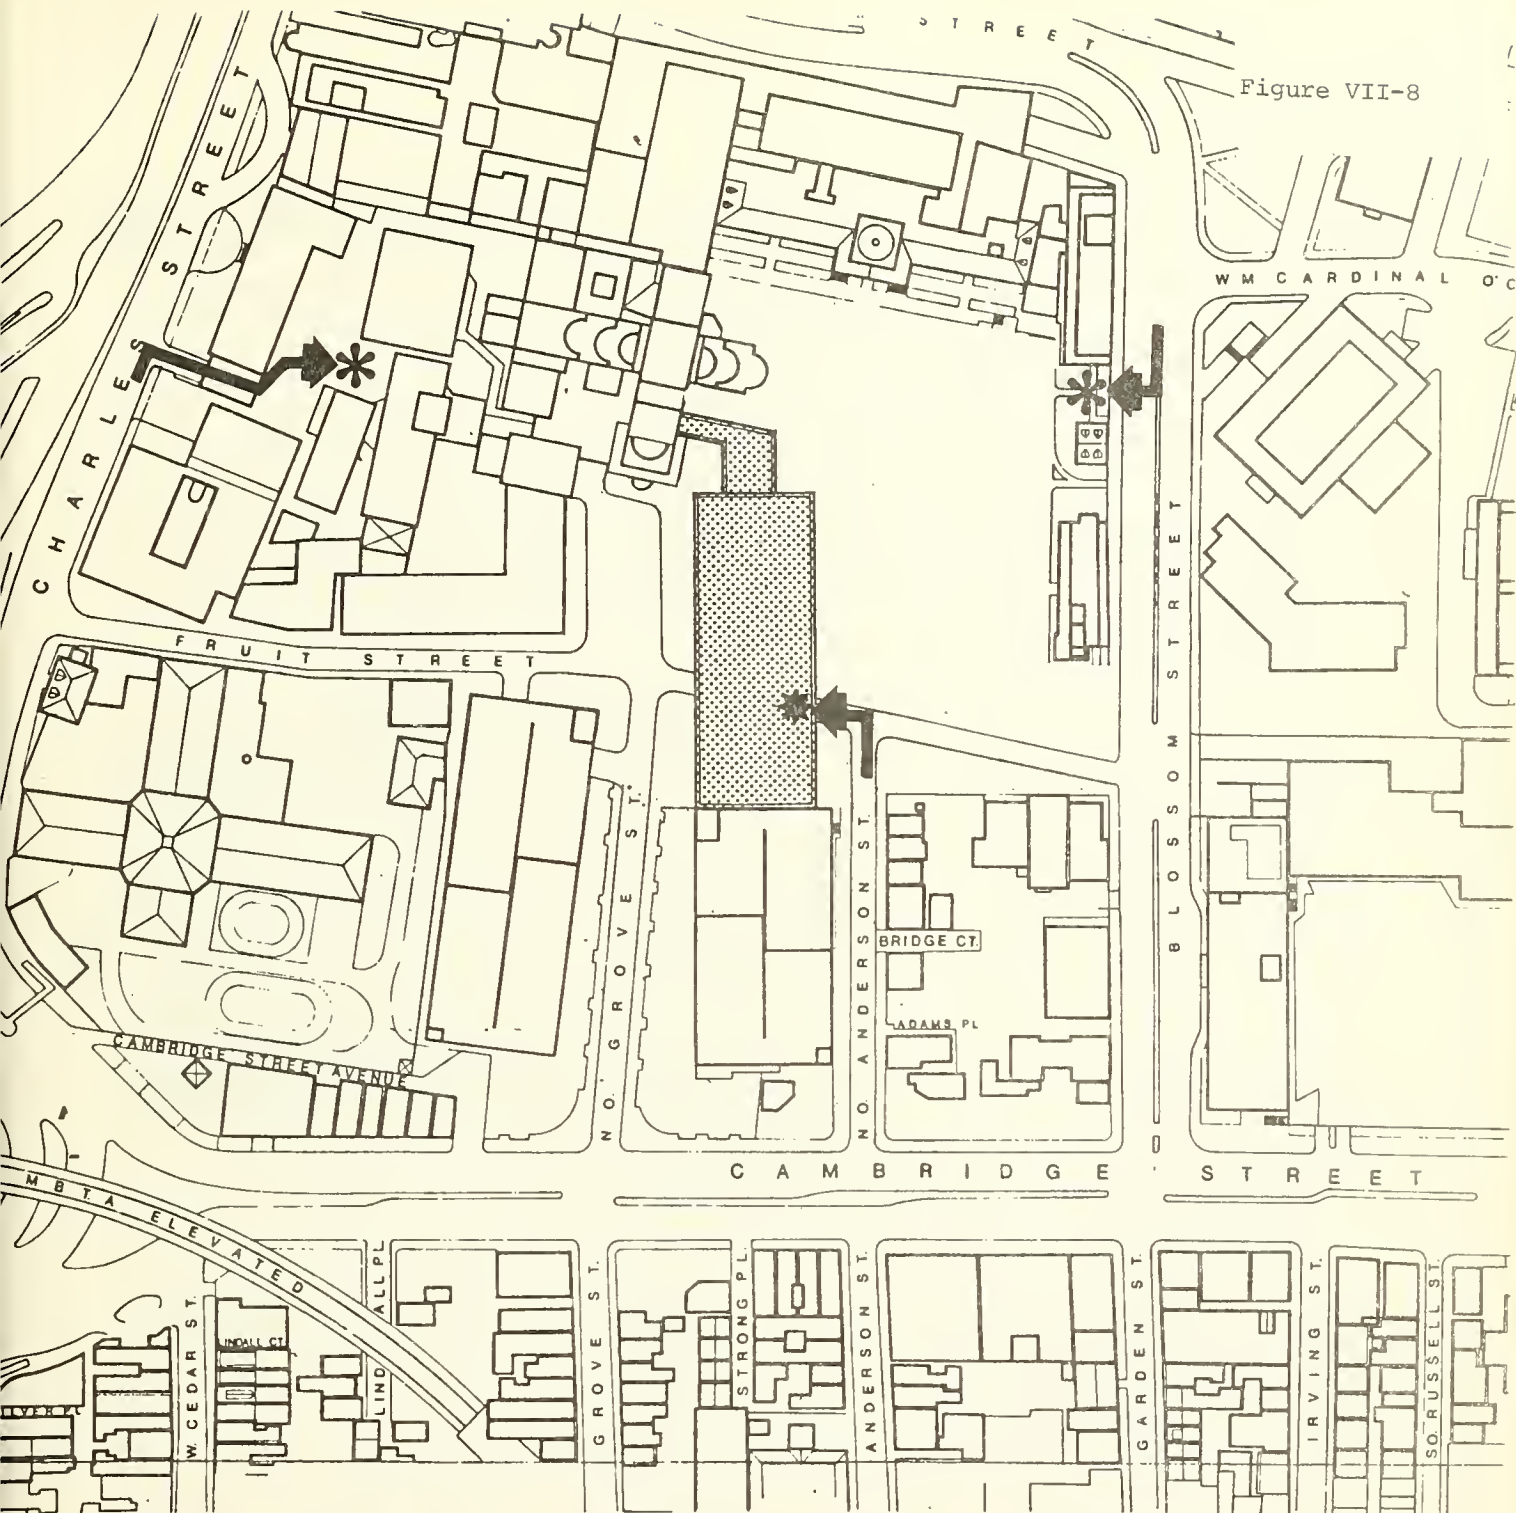 STREET
Figure VII-8
CHARLES STREET
WM CARDINAL O'C
FRUIT STREET
BLOSSOM STREET
NO. GROVE ST.
NO. ANDERSON ST.
BRIDGE CT.
ADAMS PL
CAMBRIDGE STREET AVENUE
CAMBRIDGE STREET
MBTA ELEVATED
W. CEDAR ST.
LINDALL CT
LINDALL PL.
GROVE ST.
STRONG PL.
ANDERSON ST.
GARDEN ST.
IRVING ST.
SO. RUSSELL ST.